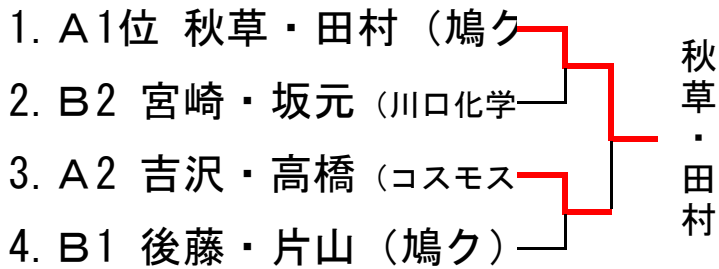 1. A1位 秋草・田村（鳩ク
2. B2 宮崎・坂元（川口化学
3. A2 吉沢・高橋（コスモス
4. B1 後藤・片山（鳩ク）
秋草・田村